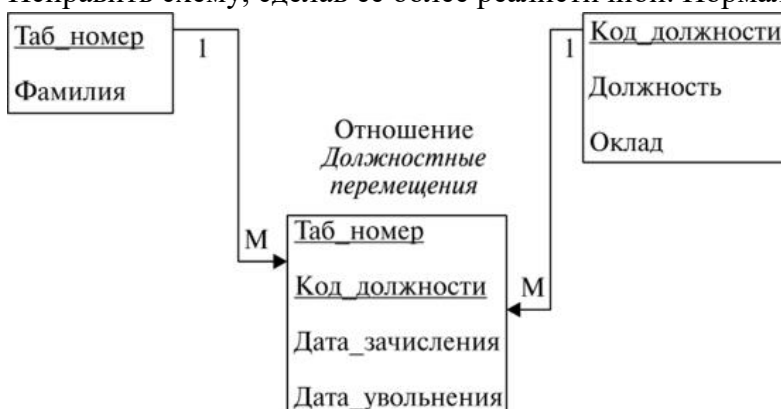 Исправить схему, сделав ее более реалистичной. Нормал
Таб_номер
Фамилия
1
1
Код_должности
Должность
Оклад
Отношение
Должностные
перемещения
M
M
Таб_номер
Код_должности
Дата_зачисления
Дата_увольнения